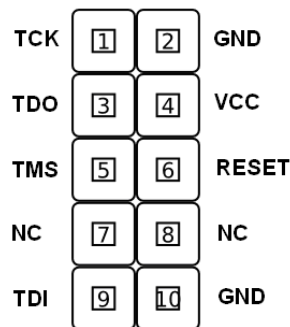 TCK 1 2 GND
TDO 3 4 VCC
TMS 5 6 RESET
NC 7 8 NC
TDI 9 10 GND